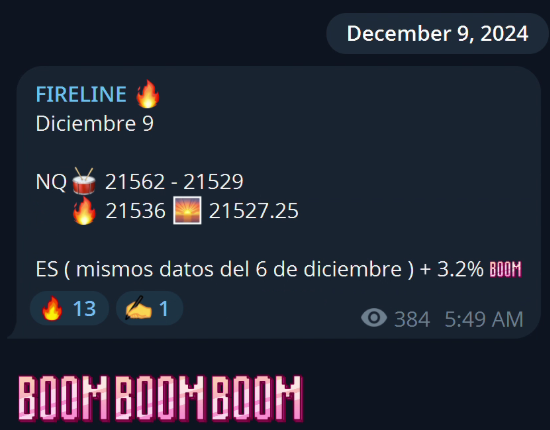 December 9, 2024
FIRELINE 🔥
Diciembre 9
NQ🥁 21562 - 21529
🔥 21536 🌅 21527.25
ES ( mismos datos del 6 de diciembre ) + 3.2% BOOM
🔥 13 ✍️ 1 384 5:49 AM
BOOM BOOM BOOM